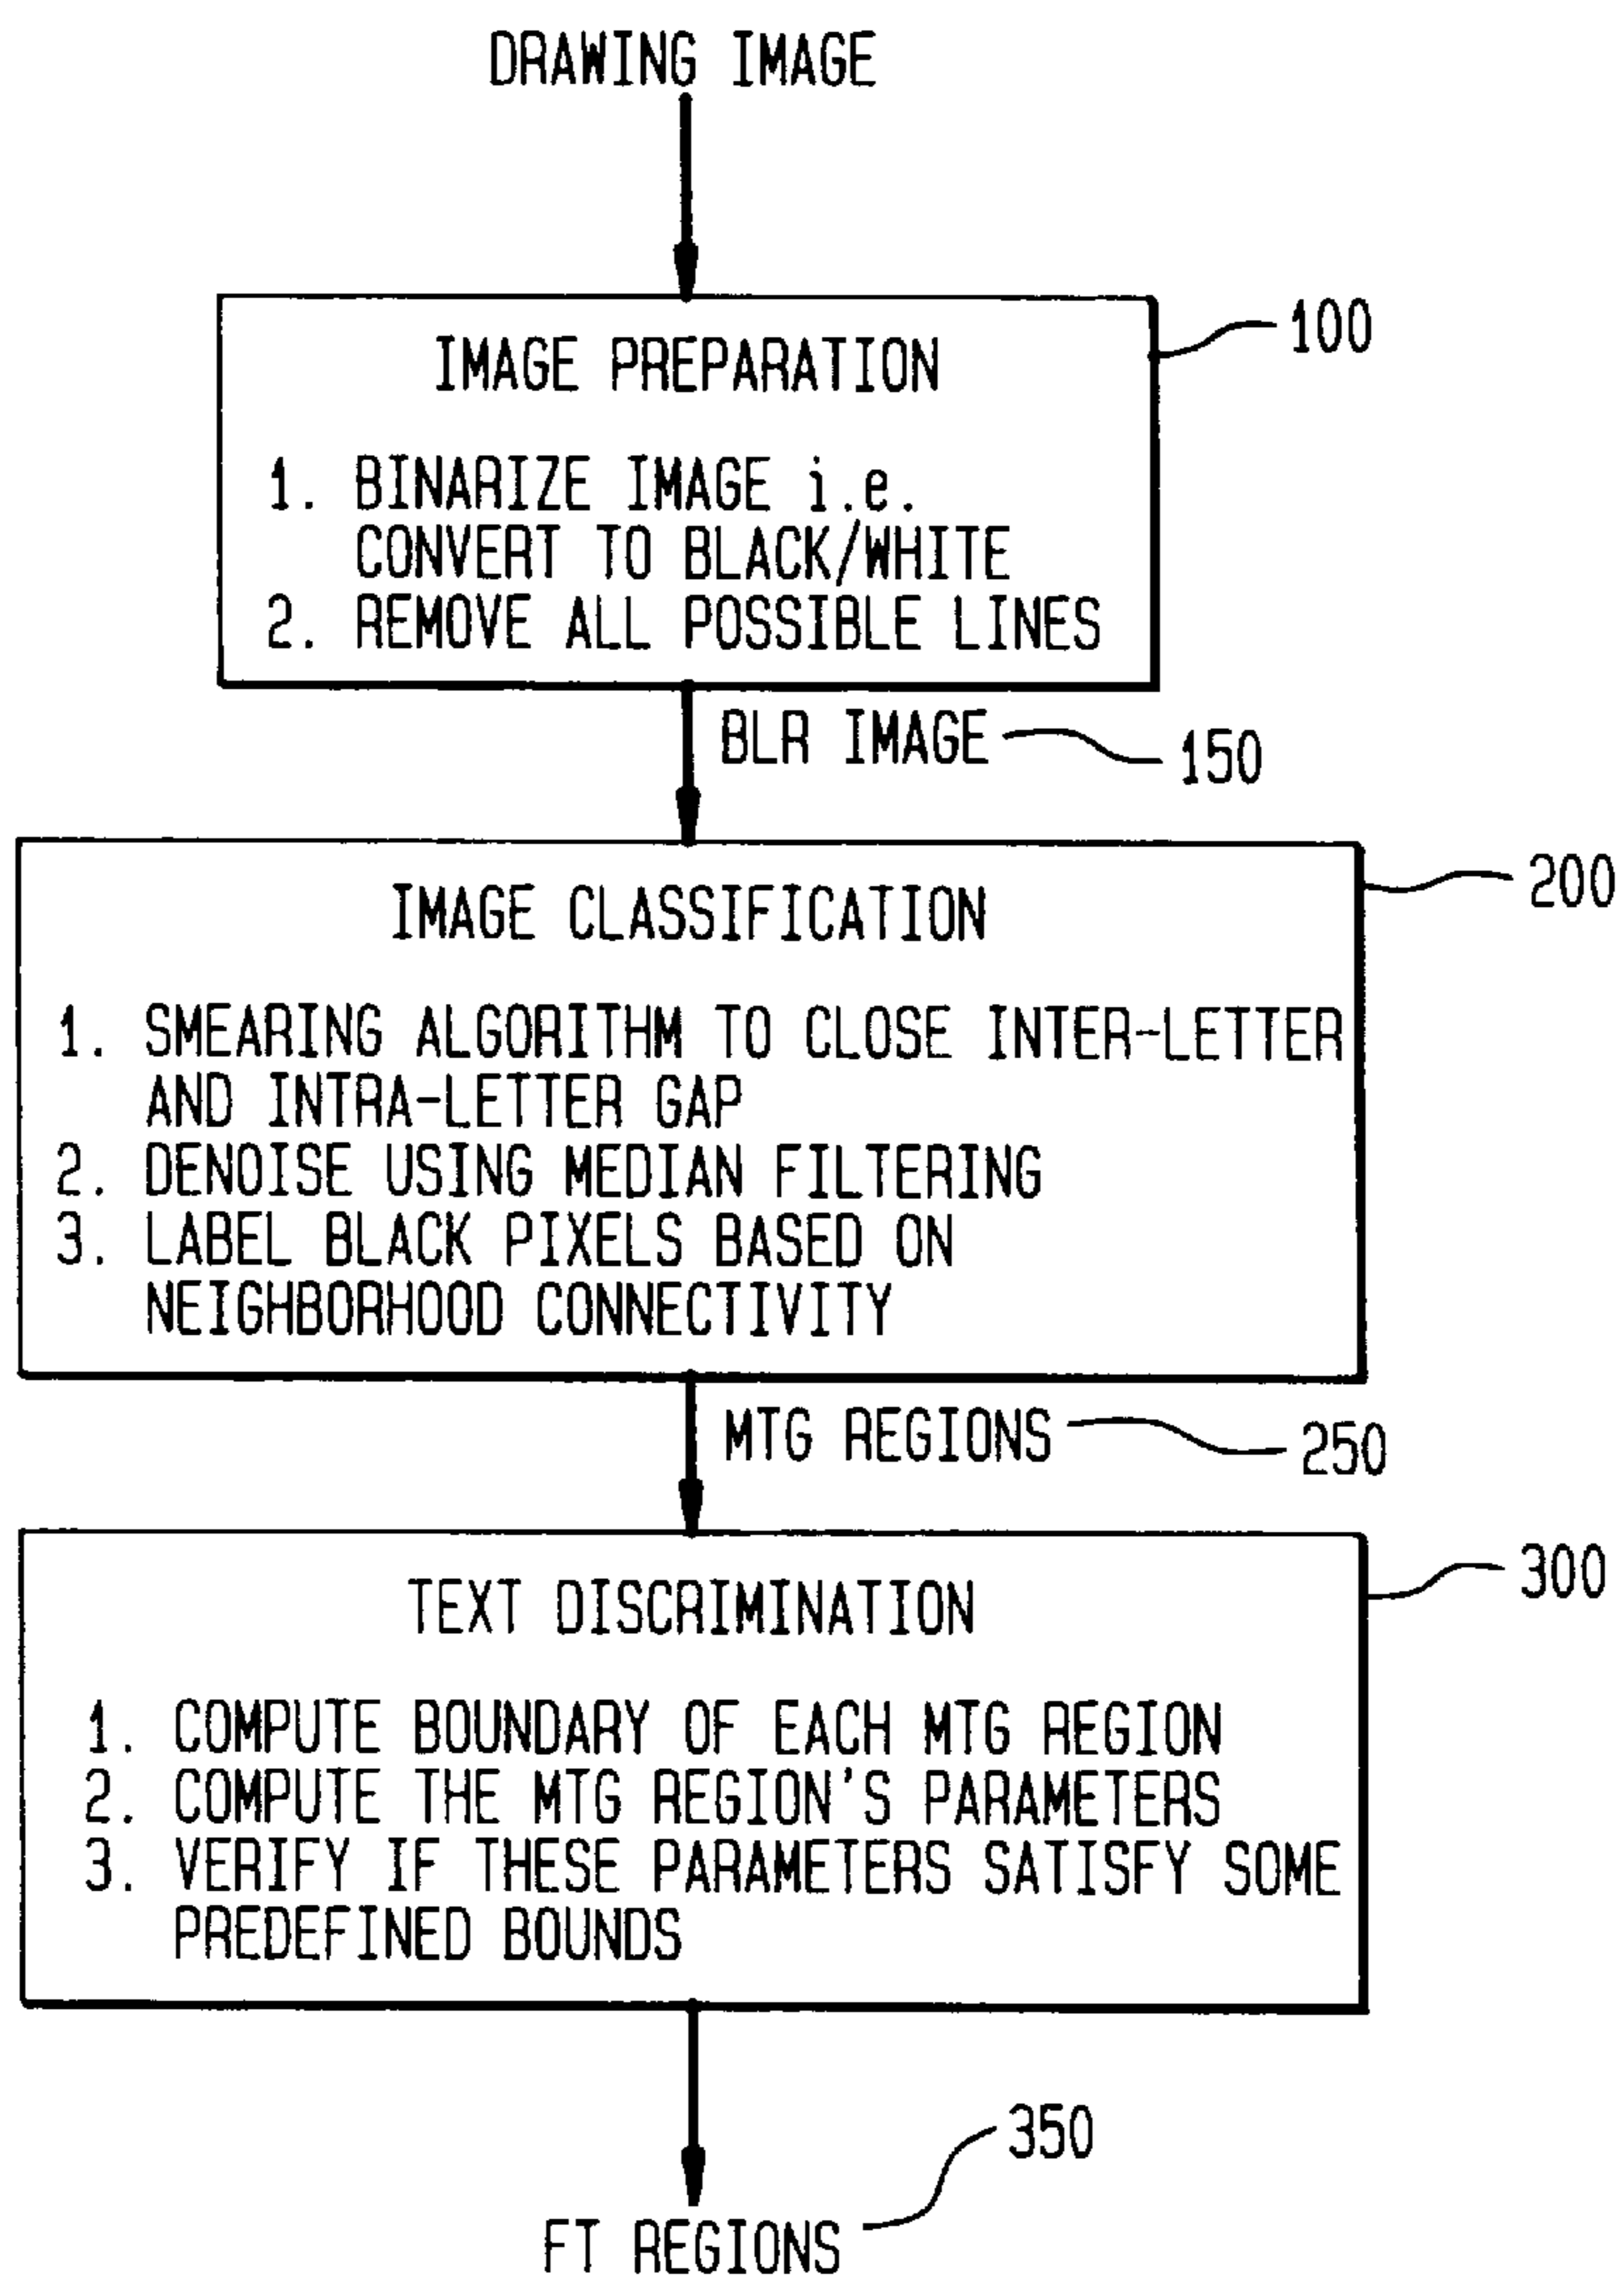 DRAWING IMAGE
100
IMAGE PREPARATION
1. BINARIZE IMAGE i.e.
CONVERT TO BLACK/WHITE
2. REMOVE ALL POSSIBLE LINES
BLR IMAGE 150
200
IMAGE CLASSIFICATION
1. SMEARING ALGORITHM TO CLOSE INTER-LETTER
AND INTRA-LETTER GAP
2. DENOISE USING MEDIAN FILTERING
3. LABEL BLACK PIXELS BASED ON
NEIGHBORHOOD CONNECTIVITY
MTG REGIONS 250
300
TEXT DISCRIMINATION
1. COMPUTE BOUNDARY OF EACH MTG REGION
2. COMPUTE THE MTG REGION'S PARAMETERS
3. VERIFY IF THESE PARAMETERS SATISFY SOME
PREDEFINED BOUNDS
350
FT REGIONS